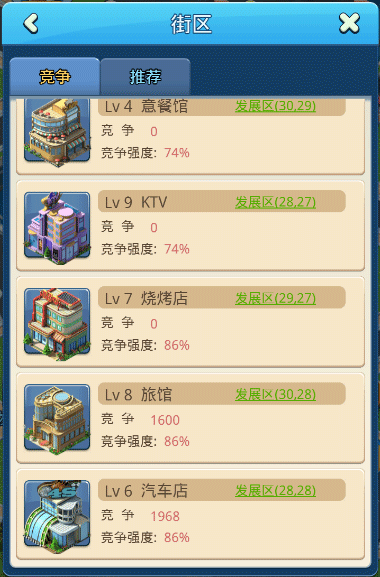 街区
竞争 推荐
Lv 4 意餐馆 发展区(30,29)
竞 争 0
竞争强度: 74%
Lv 9 KTV 发展区(28,27)
竞 争 0
竞争强度: 74%
Lv 7 烧烤店 发展区(29,27)
竞 争 0
竞争强度: 86%
Lv 8 旅馆 发展区(30,28)
竞 争 1600
竞争强度: 86%
Lv 6 汽车店 发展区(28,28)
竞 争 1968
竞争强度: 86%